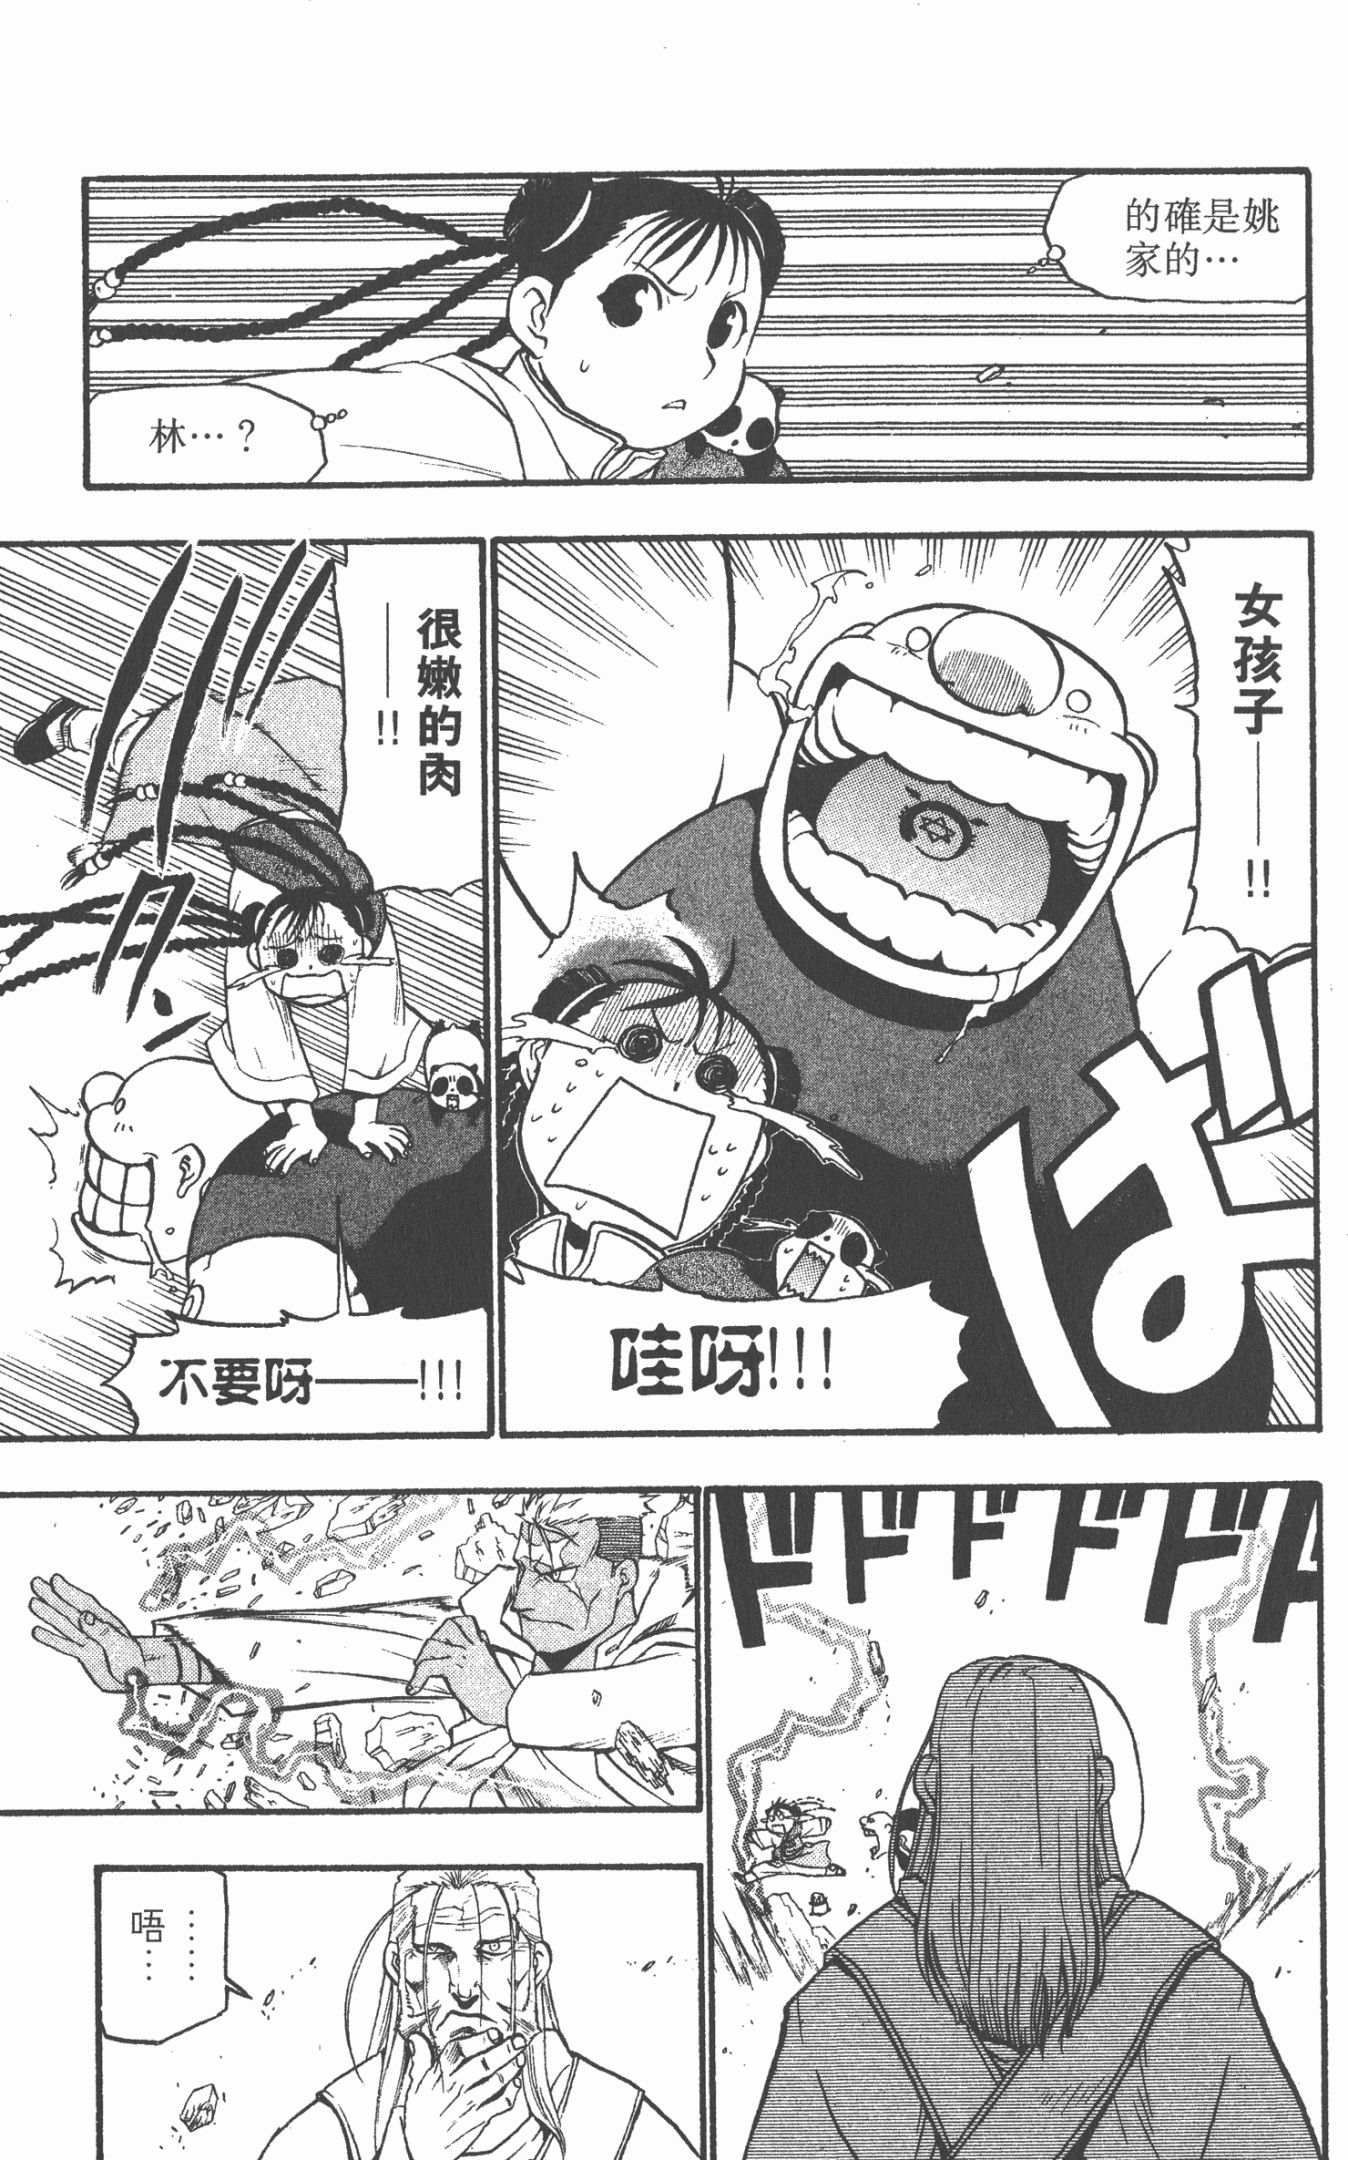 的確是姚
家的…
林…？
女孩子——!!
ば
哇呀!!!
很嫩的肉
——!!
ク
不要呀——!!!
ドドドドドド
……
唔…